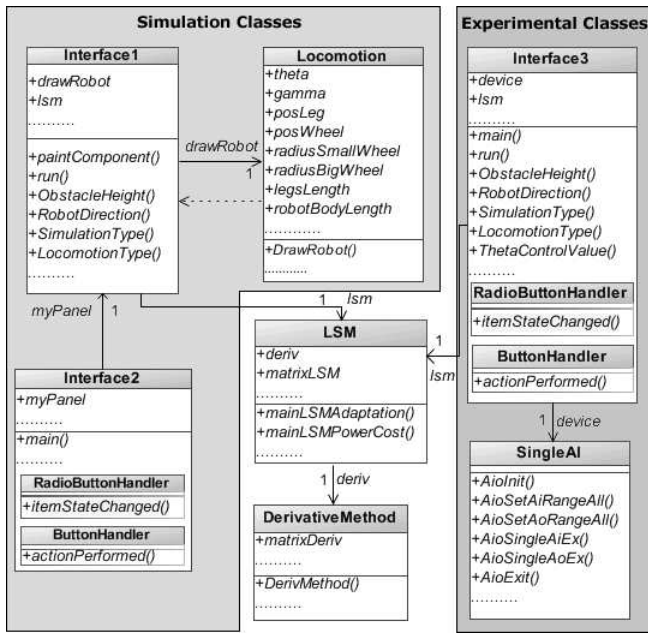 Simulation Classes
Interface1
+drawRobot
+lsm
..........
+paintComponent()
+run()
+ObstacleHeight()
+RobotDirection()
+SimulationType()
+LocomotionType()
..........
drawRobot
1
Locomotion
+theta
+gamma
+posLeg
+posWheel
+radiusSmallWheel
+radiusBigWheel
+legsLength
+robotBodyLength
............
+DrawRobot()
............
myPanel
1
1
lsm
Interface2
+myPanel
..........
+main()
..........
RadioButtonHandler
+itemStateChanged()
ButtonHandler
+actionPerformed()
LSM
+deriv
+matrixLSM
..........
+mainLSMAdaptation()
+mainLSMPowerCost()
..........
1
deriv
DerivativeMethod
+matrixDeriv
..........
+DerivMethod()
..........
Experimental Classes
Interface3
+device
+lsm
..........
+main()
+run()
+ObstacleHeight()
+RobotDirection()
+SimulationType()
+LocomotionType()
+ThetaControlValue()
..........
RadioButtonHandler
+itemStateChanged()
ButtonHandler
+actionPerformed()
1
lsm
1
device
SingleAI
+AioInit()
+AioSetAiRangeAll()
+AioSetAoRangeAll()
+AioSingleAiEx()
+AioSingleAoEx()
+AioExit()
..........